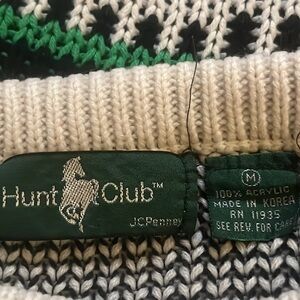 Hunt Club™
JCPenney
M
100% ACRYLIC
MADE IN KOREA
RN 11935
SEE REV. FOR CARE